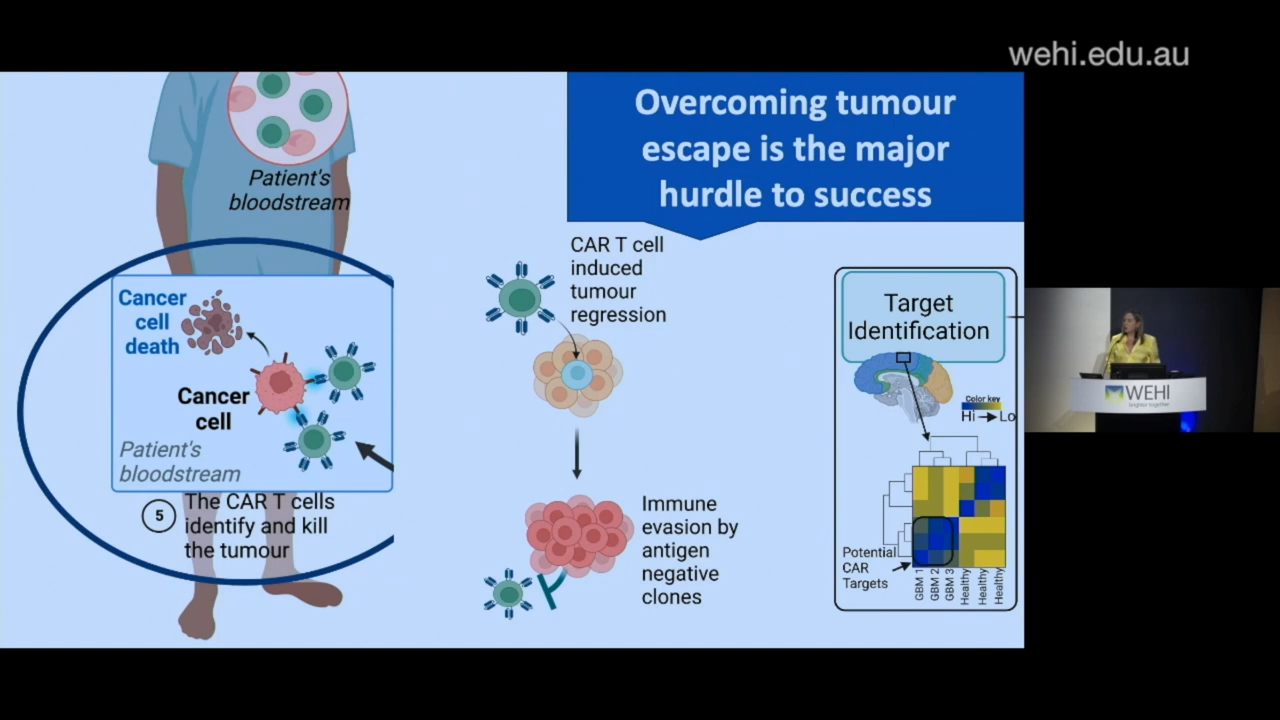 wehi.edu.au
Overcoming tumour
escape is the major
hurdle to success
Patient's
bloodstream
Cancer
cell
death
Cancer
cell
Patient's
bloodstream
5
The CAR T cells
identify and kill
the tumour
CAR T cell
induced
tumour
regression
Immune
evasion by
antigen
negative
clones
Target
Identification
Color key
Hi Lo
Potential
CAR
Targets
GBM 1
GBM 2
GBM 3
Healthy
Healthy
Healthy
WEHI
brighter together